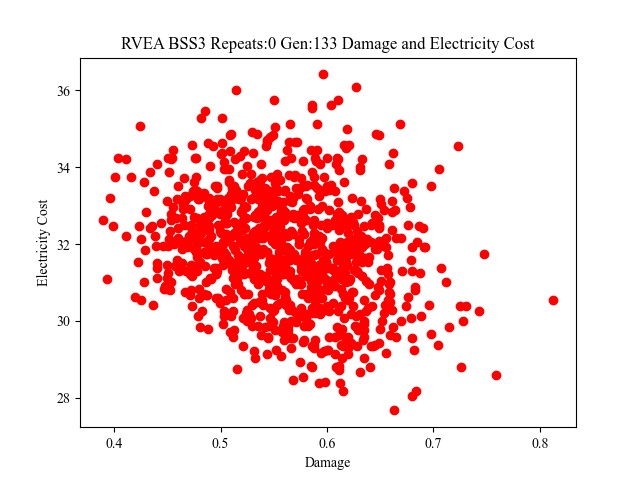 RVEA BSS3 Repeats:0 Gen:133 Damage and Electricity Cost
36
34
32
30
28
Electricity Cost
0.4 0.5 0.6 0.7 0.8
Damage